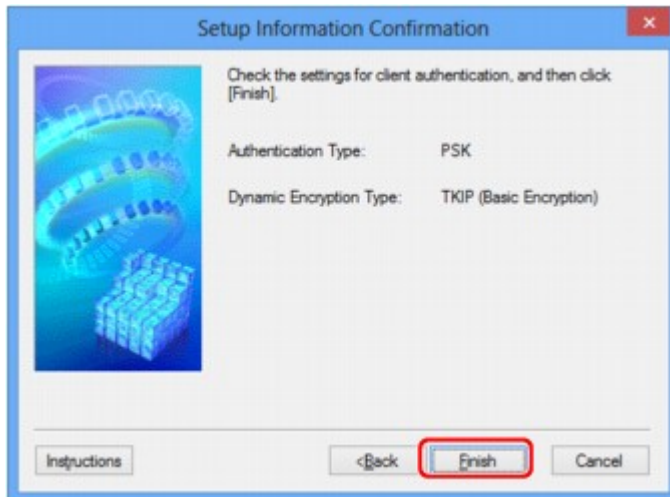 Setup Information Confirmation
Check the settings for client authentication, and then click
[Finish].
Authentication Type: PSK
Dynamic Encryption Type: TKIP (Basic Encryption)
Instructions <Back Finish Cancel